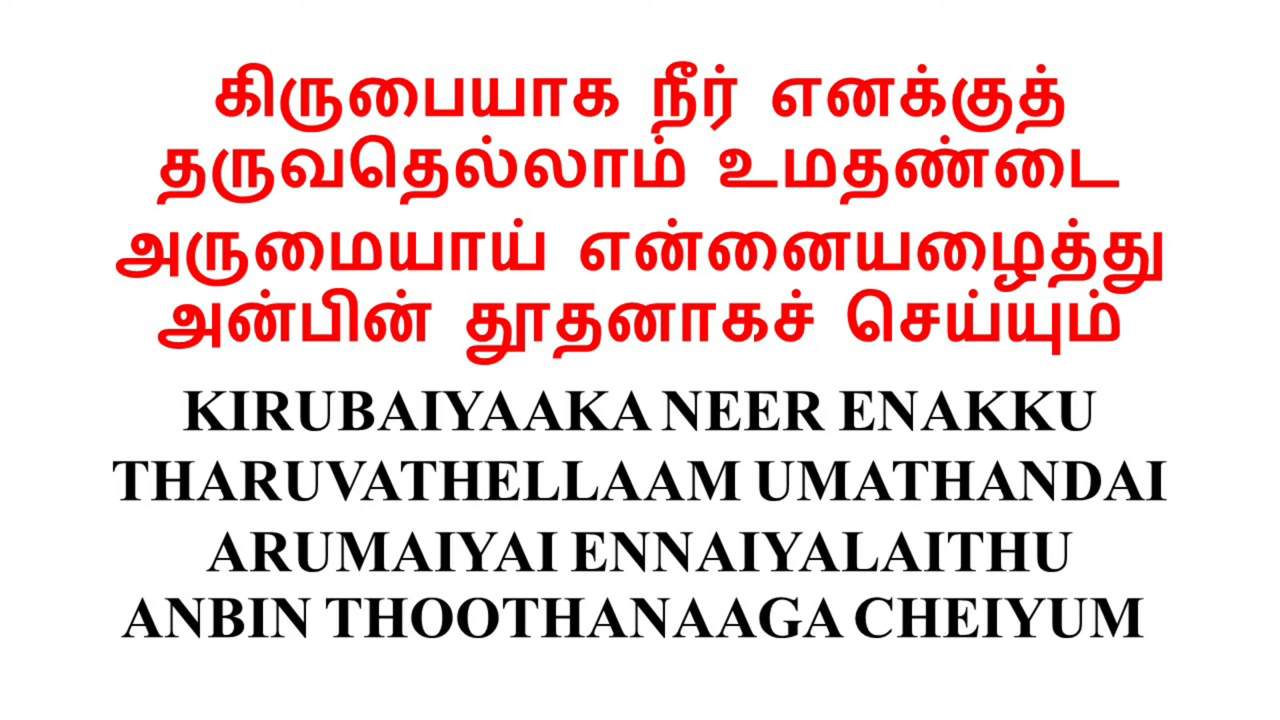 கிருபையாக நீர் எனக்குத்
தருவதெல்லாம் உமதண்டை
அருமையாய் என்னையழைத்து
அன்பின் தூதனாகச் செய்யும்
KIRUBAIYAAKA NEER ENAKKU
THARUVATHELLAAM UMATHANDAI
ARUMAIYAI ENNAIYALAITHU
ANBIN THOOTHANAAGA CHEIYUM